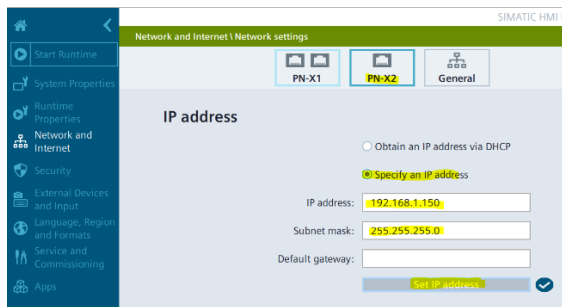 SIMATIC HMI
Network and Internet \ Network settings
Start Runtime
System Properties
Runtime
Properties
Network and
Internet
Security
External Devices
and Input
Language, Region
and Formats
Service and
Commissioning
Apps
PN-X1
PN-X2
General
IP address
Obtain an IP address via DHCP
Specify an IP address
IP address: 192.168.1.150
Subnet mask: 255.255.255.0
Default gateway:
Set IP address